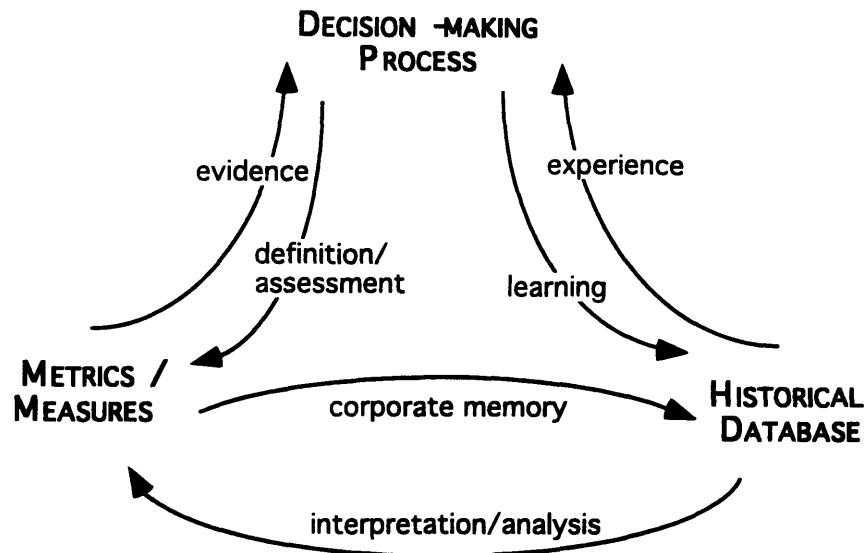 DECISION -MAKING
PROCESS
evidence
experience
definition/
assessment
learning
METRICS /
MEASURES
corporate memory
HISTORICAL
DATABASE
interpretation/analysis